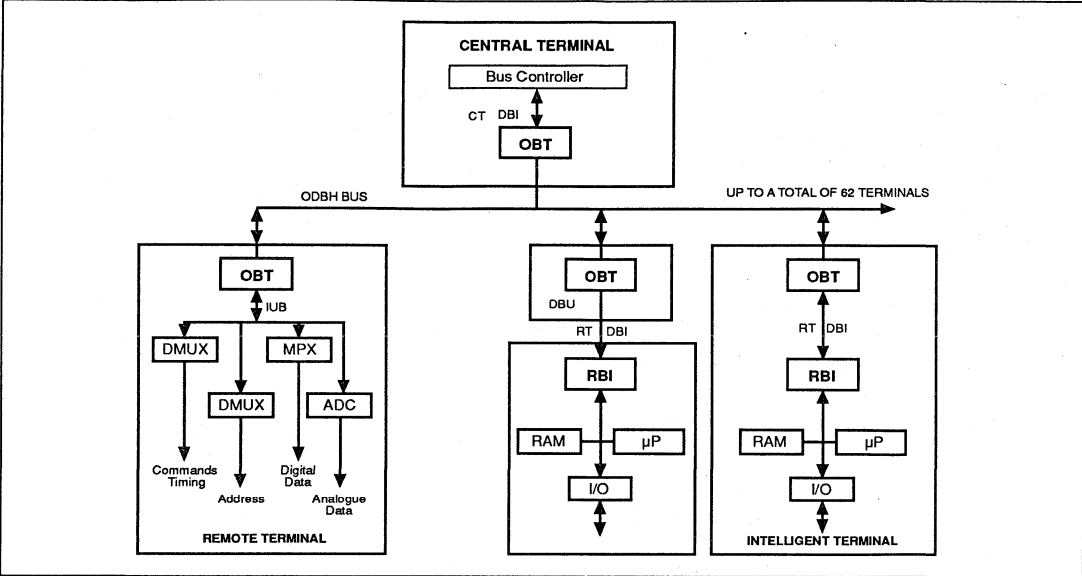 CENTRAL TERMINAL
Bus Controller
CT DBI
OBT
ODBH BUS
UP TO A TOTAL OF 62 TERMINALS
OBT
IUB
DMUX
MPX
DMUX
ADC
Commands
Timing
Address
Digital
Data
Analogue
Data
REMOTE TERMINAL
OBT
DBU
RT DBI
RBI
RAM
µP
I/O
OBT
RT DBI
RBI
RAM
µP
I/O
INTELLIGENT TERMINAL